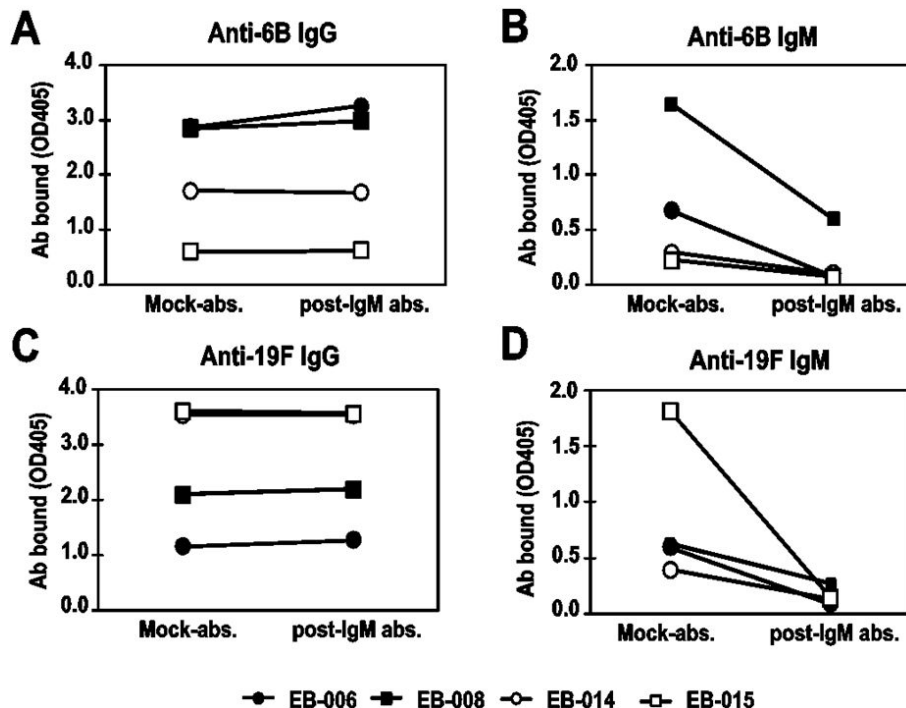 A
Anti-6B IgG
Ab bound (OD405)
4.0
3.0
2.0
1.0
0.0
Mock-abs. post-IgM abs.
B
Anti-6B IgM
Ab bound (OD405)
2.0
1.5
1.0
0.5
0.0
Mock-abs. post-IgM abs.
C
Anti-19F IgG
Ab bound (OD405)
4.0
3.0
2.0
1.0
0.0
Mock-abs. post-IgM abs.
D
Anti-19F IgM
Ab bound (OD405)
2.0
1.5
1.0
0.5
0.0
Mock-abs. post-IgM abs.
EB-006 EB-008 EB-014 EB-015